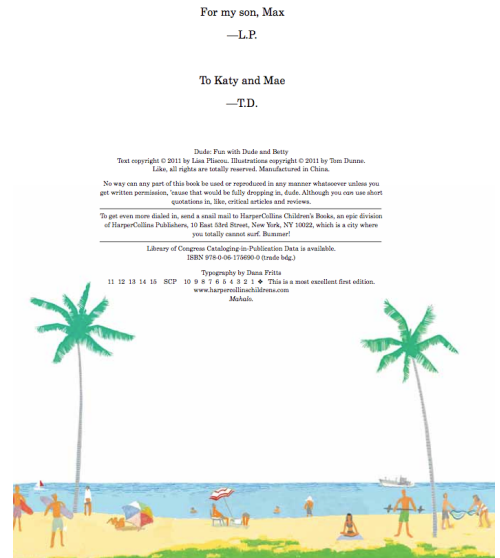 For my son, Max
—L.P.
To Katy and Mae
—T.D.
Dude: Fun with Dude and Betty
Text copyright © 2011 by Lisa Pliscou. Illustrations copyright © 2011 by Tom Dunne.
Like, all rights are totally reserved. Manufactured in China.
No way can any part of this book be used or reproduced in any manner whatsoever unless you
get written permission, 'cause that would be fully dropping in, dude. Although you can use short
quotations in, like, critical articles and reviews.
To get even more dialed in, send a snail mail to HarperCollins Children's Books, an epic division
of HarperCollins Publishers, 10 East 53rd Street, New York, NY 10022, which is a city where
you totally cannot surf. Bummer!
Library of Congress Cataloging-in-Publication Data is available.
ISBN 978-0-06-175690-0 (trade bdg.)
Typography by Dana Fritts
11 12 13 14 15 SCP 10 9 8 7 6 5 4 3 2 1 ❖ This is a most excellent first edition.
www.harpercollinschildrens.com
Mahalo.